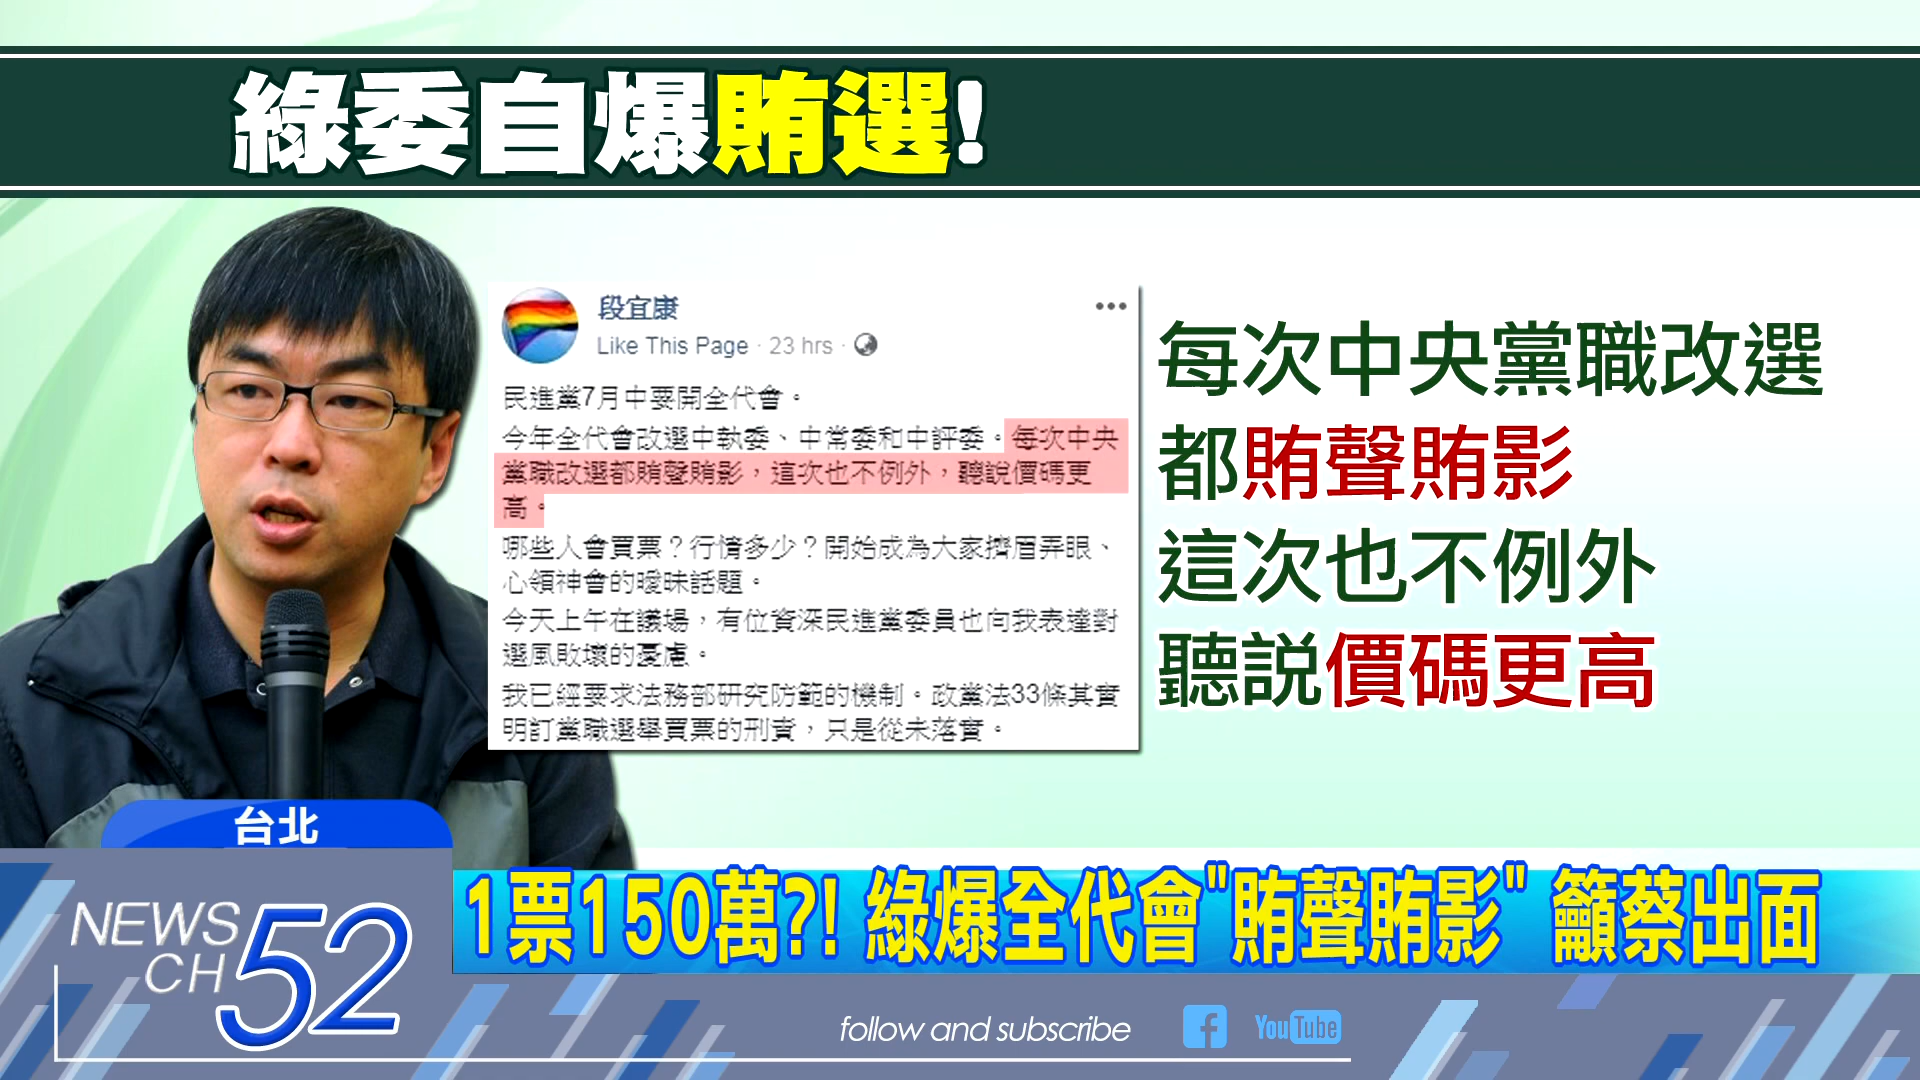 綠委自爆賄選!
段宜康
Like This Page · 23 hrs ·
民進黨7月中要開全代會。
今年全代會改選中執委、中常委和中評委。每次中央
黨職改選都賄聲賄影，這次也不例外，聽說價碼更
高。
哪些人會買票？行情多少？開始成為大家擠眉弄眼、
心領神會的曖昧話題。
今天上午在議場，有位資深民進黨委員也向我表達對
選風敗壞的憂慮。
我已經要求法務部研究防範的機制。政黨法33條其實
明訂黨職選舉買票的刑責，只是從未落實。
每次中央黨職改選
都賄聲賄影
這次也不例外
聽説價碼更高
台北
1票150萬?! 綠爆全代會"賄聲賄影" 籲蔡出面
NEWS
CH 52
follow and subscribe
YouTube